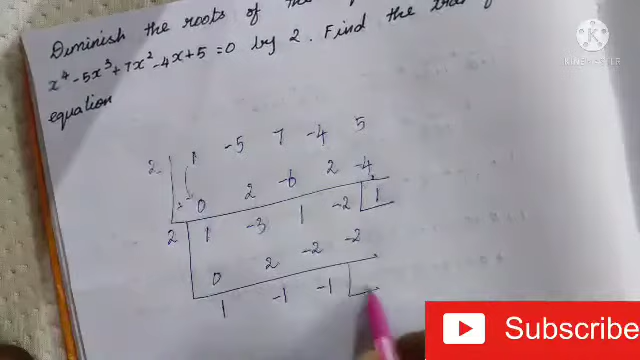 Diminish the roots of the
x⁴ -5x³ +7x² -4x+5 =0 by 2. Find the
equation
KINEMASTER
2 1 -5 7 -4 5
0 2 -6 2 -4
2 1 -3 1 -2 1
0 2 -2 -2
1 -1 -1
Subscribe